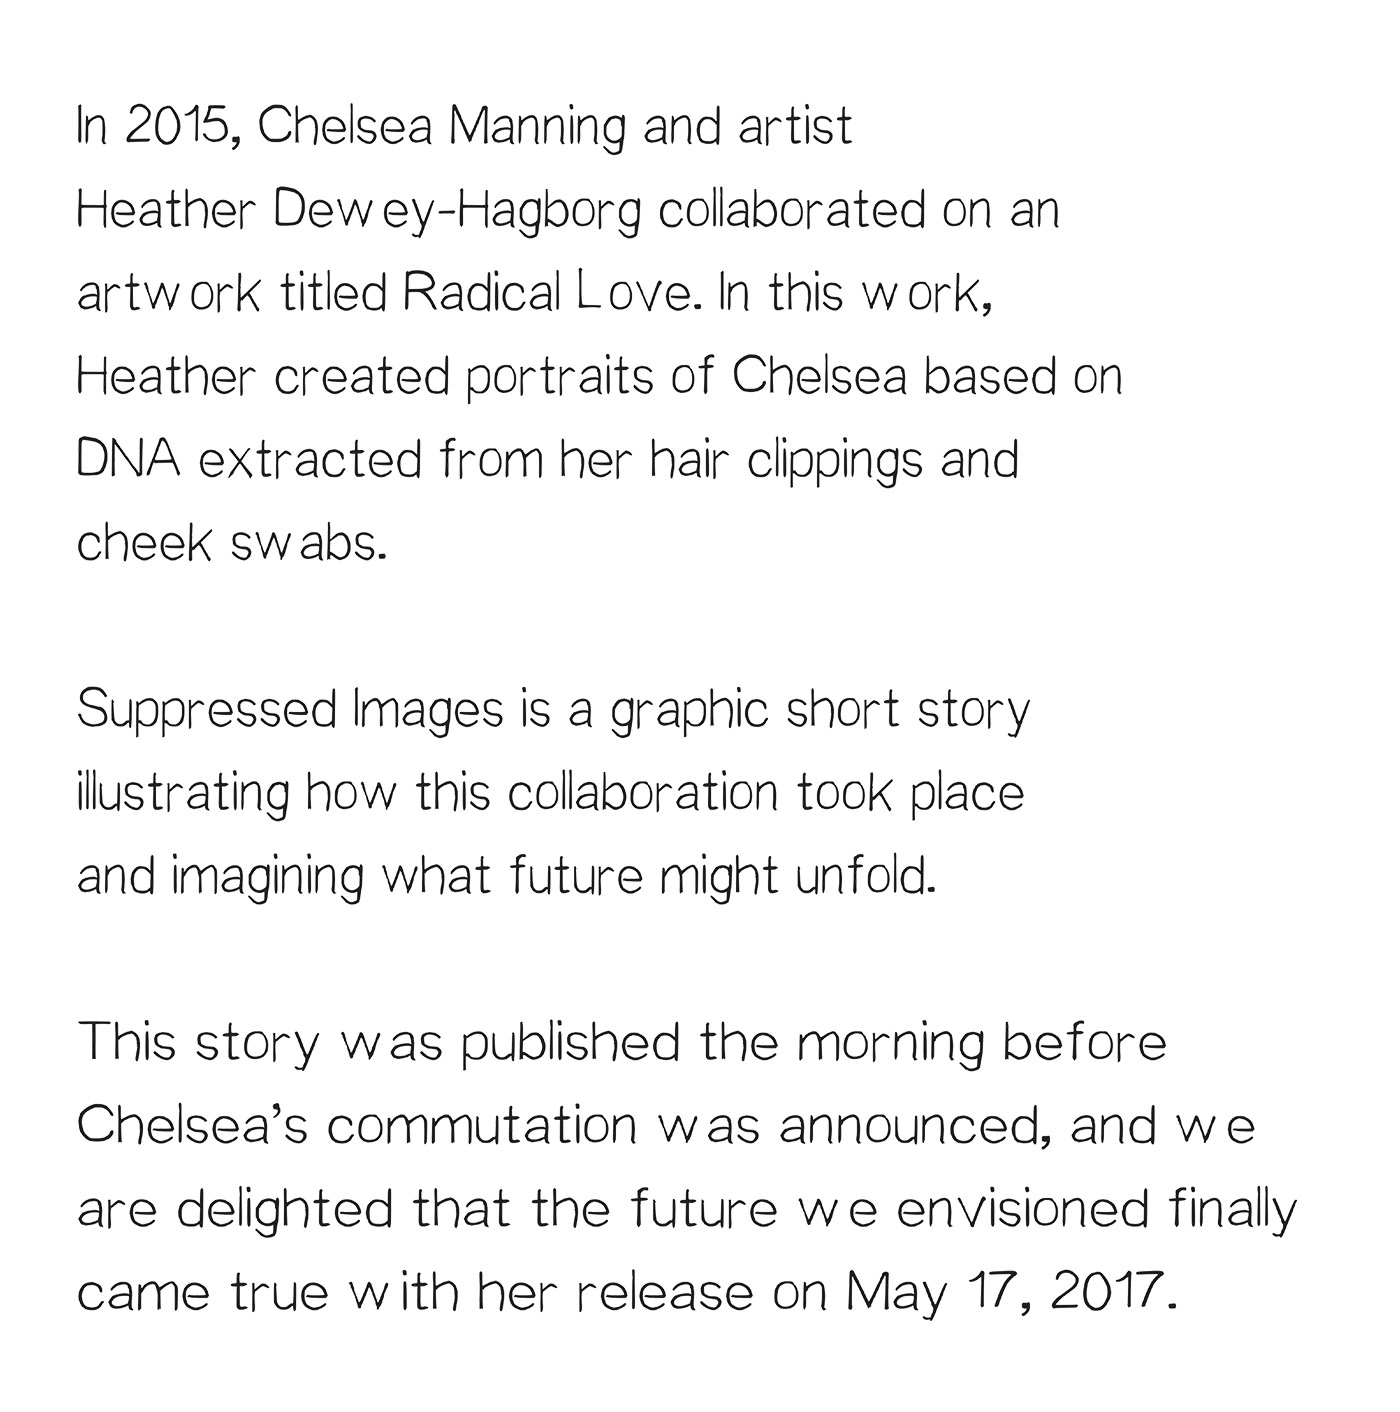 In 2015, Chelsea Manning and artist
Heather Dewey-Hagborg collaborated on an
artwork titled Radical Love. In this work,
Heather created portraits of Chelsea based on
DNA extracted from her hair clippings and
cheek swabs.
Suppressed Images is a graphic short story
illustrating how this collaboration took place
and imagining what future might unfold.
This story was published the morning before
Chelsea's commutation was announced, and we
are delighted that the future we envisioned finally
came true with her release on May 17, 2017.